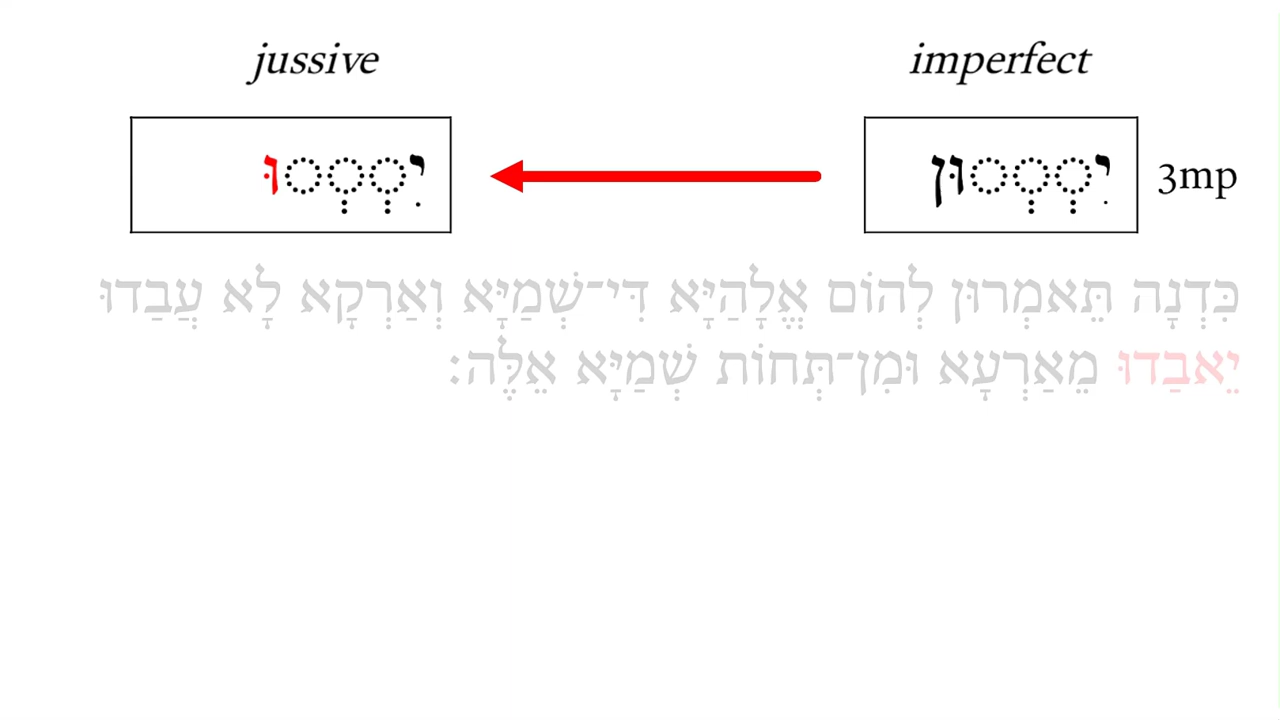 jussive imperfect
יִ◌ְ◌ְ◌וּ יִ◌ְ◌ְ◌וּן 3mp
כִּדְנָה תֵּאמְרוּן לְהוֹם אֱלָהַיָּא דִּי־שְׁמַיָּא וְאַרְקָא לָא עֲבַדוּ
יֵאבַדוּ מֵאַרְעָא וּמִן־תְּחוֹת שְׁמַיָּא אֵלֶּה׃